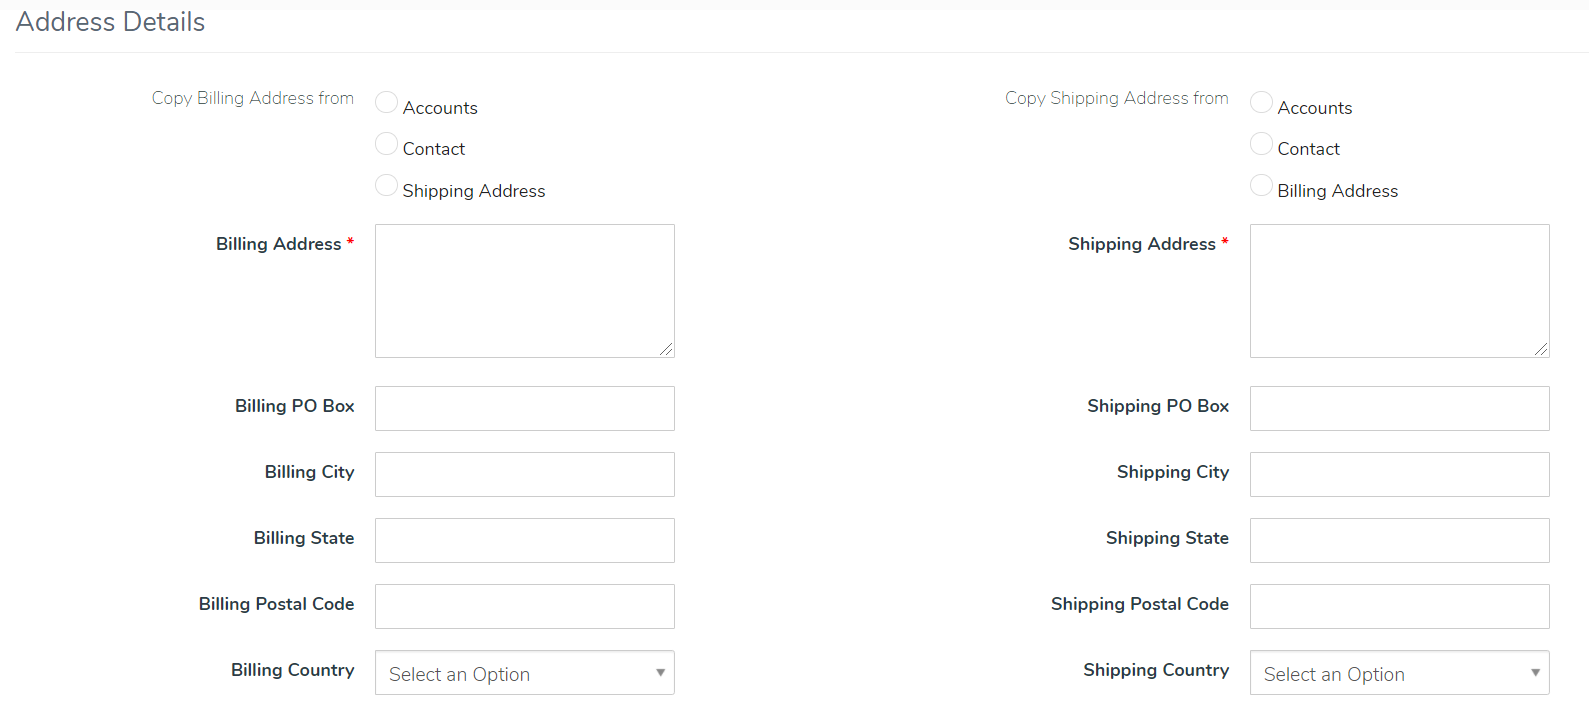 Address Details
Copy Billing Address from
Accounts
Contact
Shipping Address
Billing Address *
Billing PO Box
Billing City
Billing State
Billing Postal Code
Billing Country
Select an Option
Copy Shipping Address from
Accounts
Contact
Billing Address
Shipping Address *
Shipping PO Box
Shipping City
Shipping State
Shipping Postal Code
Shipping Country
Select an Option